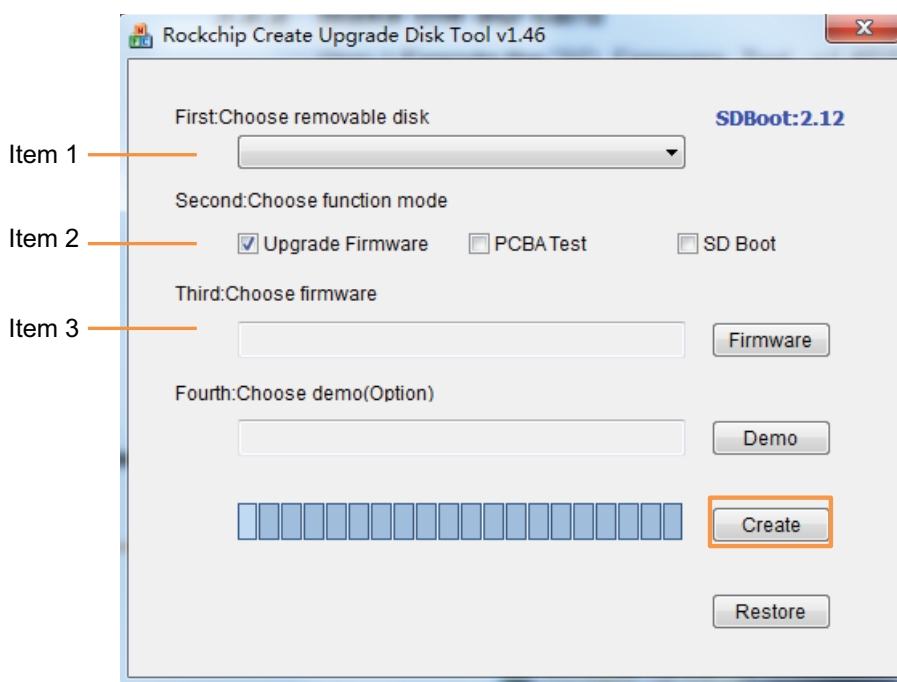 Rockchip Create Upgrade Disk Tool v1.46
First:Choose removable disk
SDBoot:2.12
Item 1
Second:Choose function mode
Item 2
Upgrade Firmware PCBA Test SD Boot
Third:Choose firmware
Item 3
Firmware
Fourth:Choose demo(Option)
Demo
Create
Restore